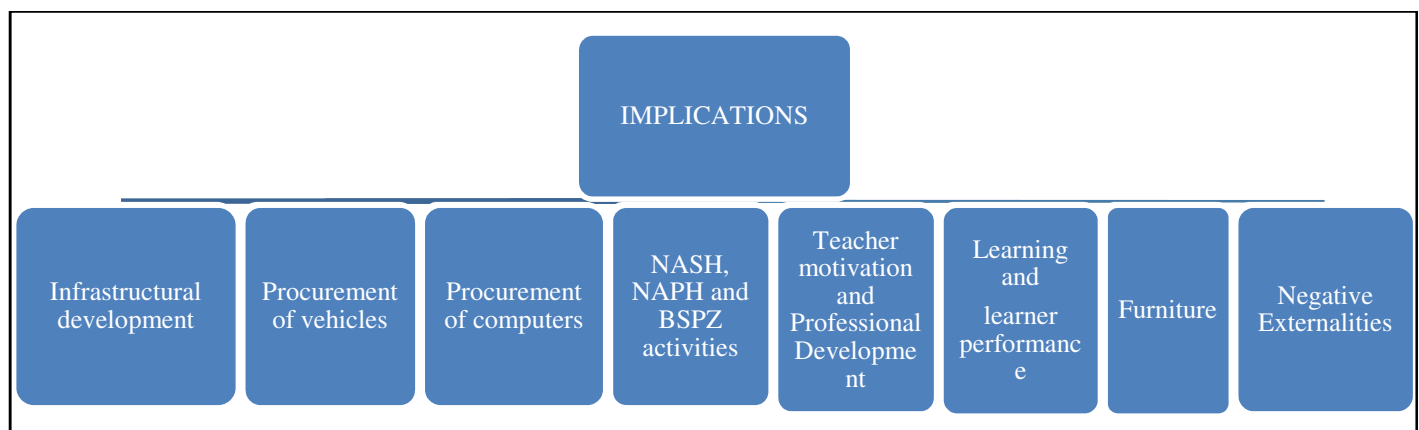 IMPLICATIONS
Infrastructural
development
Procurement
of vehicles
Procurement
of computers
NASH,
NAPH and
BSPZ
activities
Teacher
motivation
and
Professional
Developme
nt
Learning
and
learner
performanc
e
Furniture
Negative
Externalities